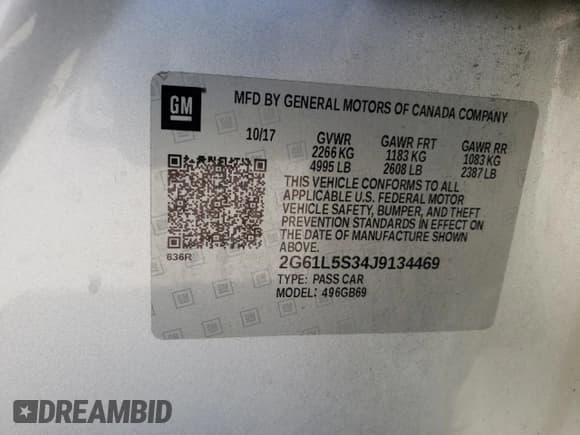 GM
MFD BY GENERAL MOTORS OF CANADA COMPANY
10/17 GVWR GAWR FRT GAWR RR
2266 KG 1183 KG 1083 KG
4995 LB 2608 LB 2387 LB
THIS VEHICLE CONFORMS TO ALL
APPLICABLE U.S. FEDERAL MOTOR
VEHICLE SAFETY, BUMPER, AND THEFT
PREVENTION STANDARDS IN EFFECT ON
THE DATE OF MANUFACTURE SHOWN
ABOVE.
636R
2G61L5S34J9134469
TYPE: PASS CAR
MODEL: 496GB69
DREAMBID